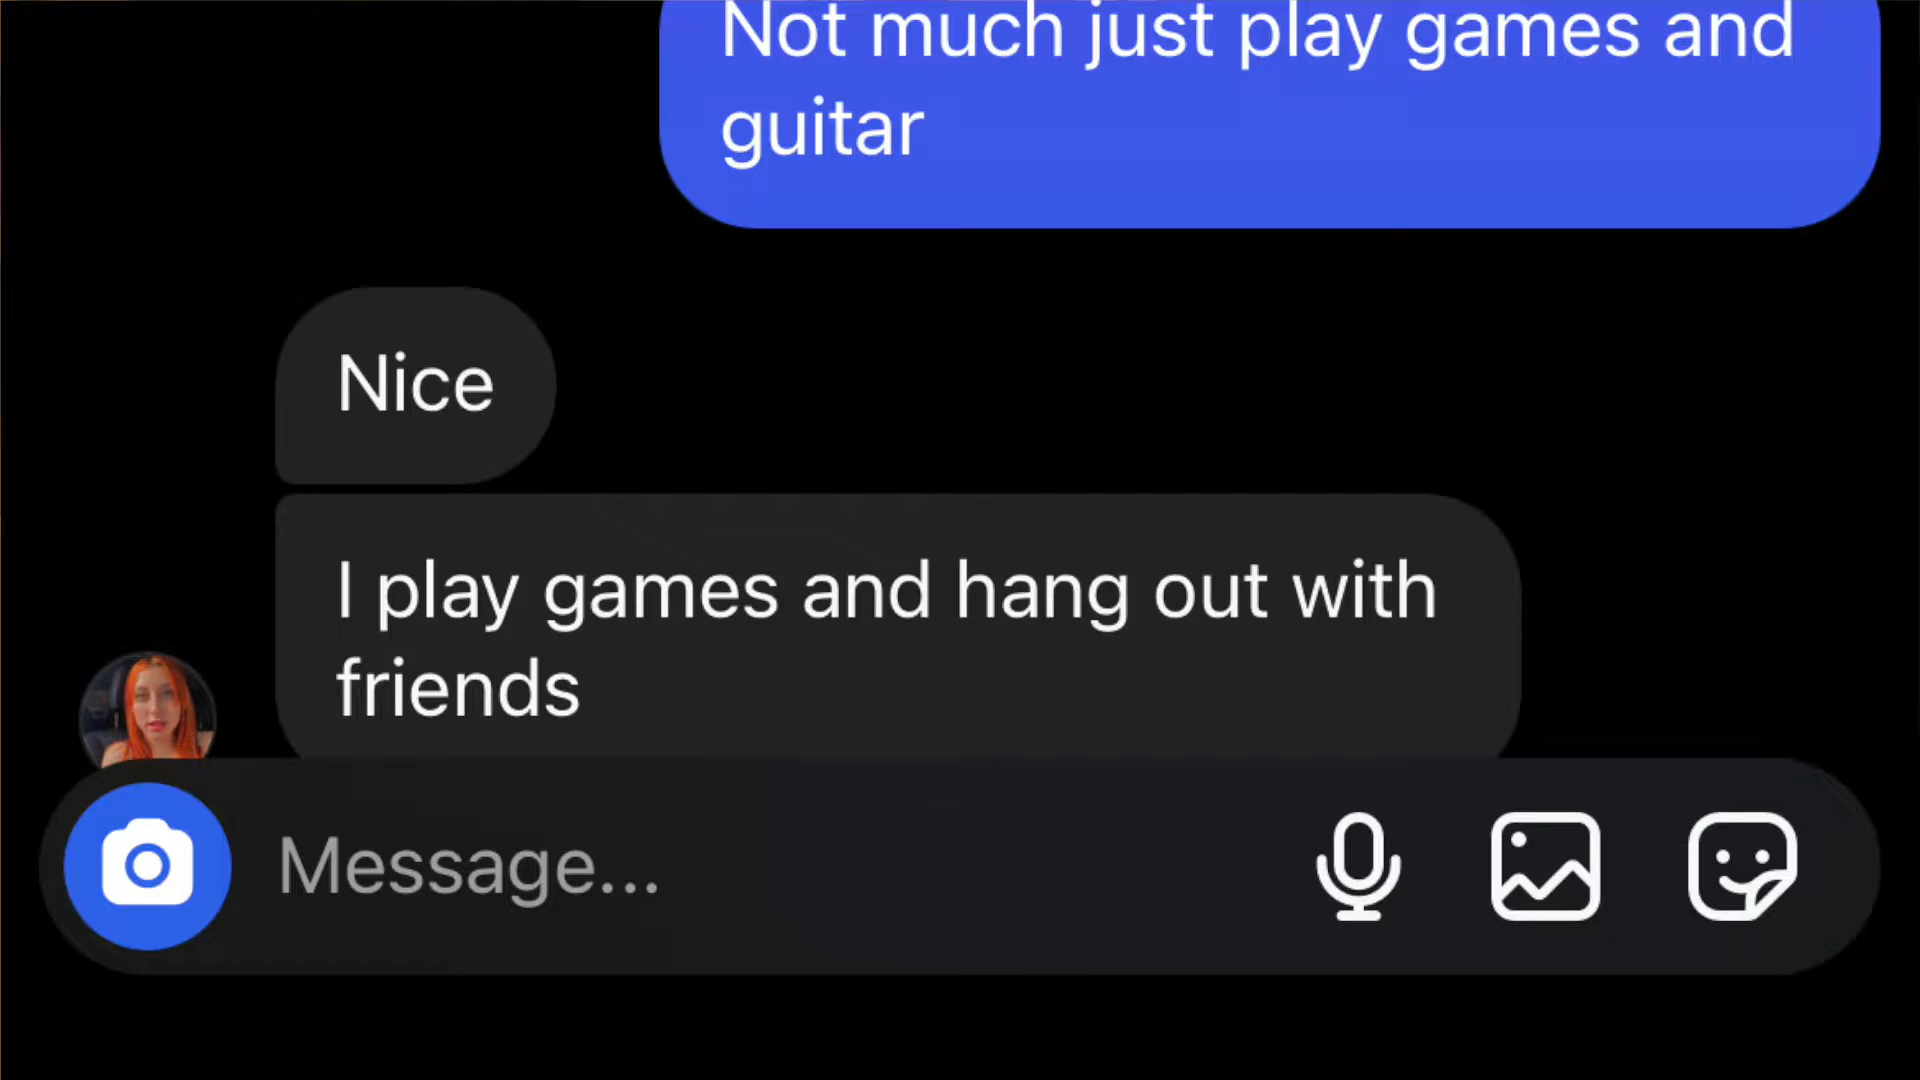 Not much just play games and
guitar
Nice
I play games and hang out with
friends
Message...